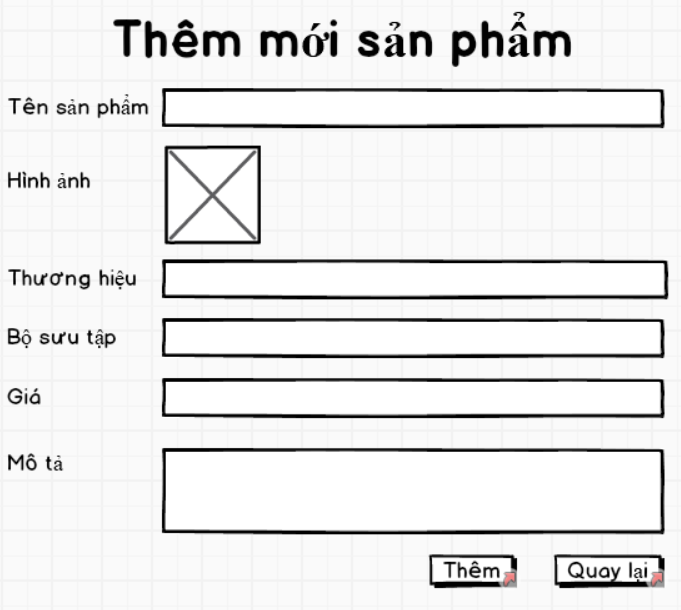 Thêm mới sản phẩm
Tên sản phẩm
Hình ảnh
Thương hiệu
Bộ sưu tập
Giá
Mô tả
Thêm
Quay lại